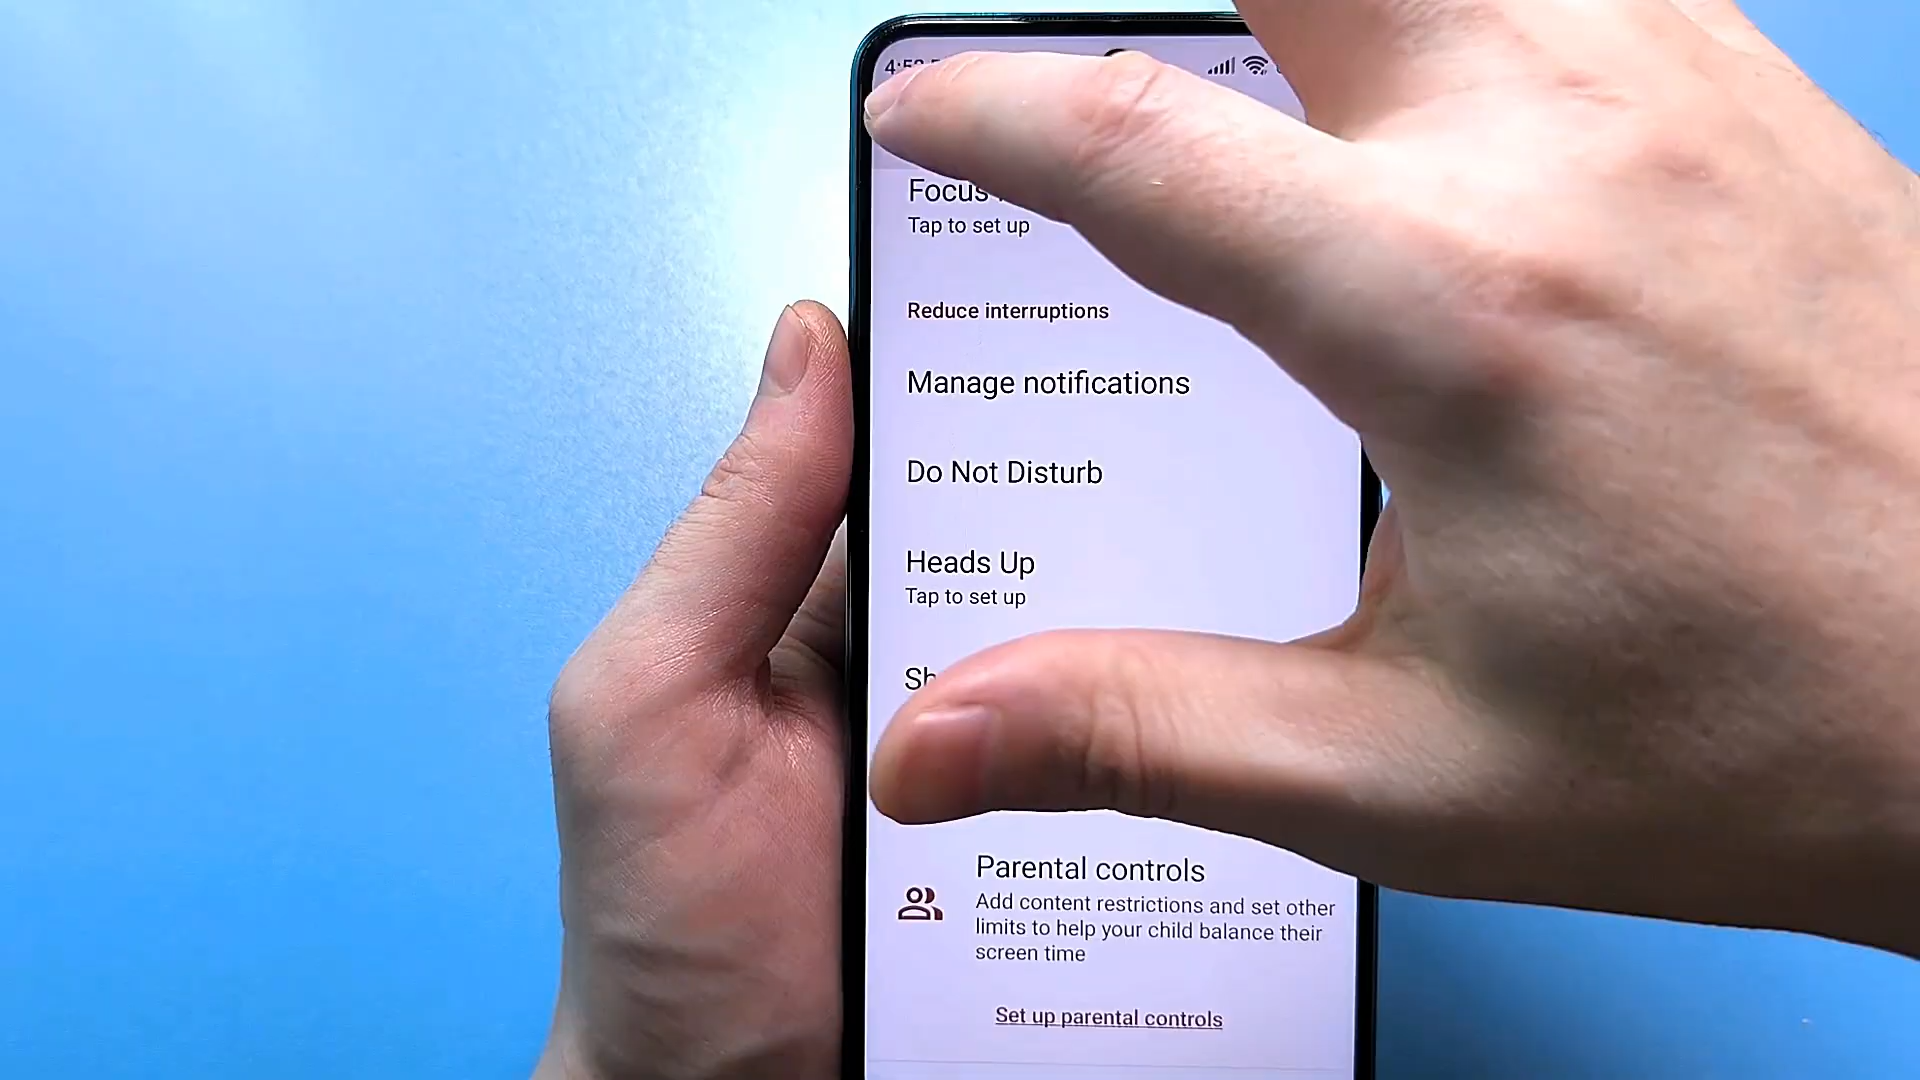 Focus
Tap to set up
Reduce interruptions
Manage notifications
Do Not Disturb
Heads Up
Tap to set up
Parental controls
Add content restrictions and set other
limits to help your child balance their
screen time
Set up parental controls